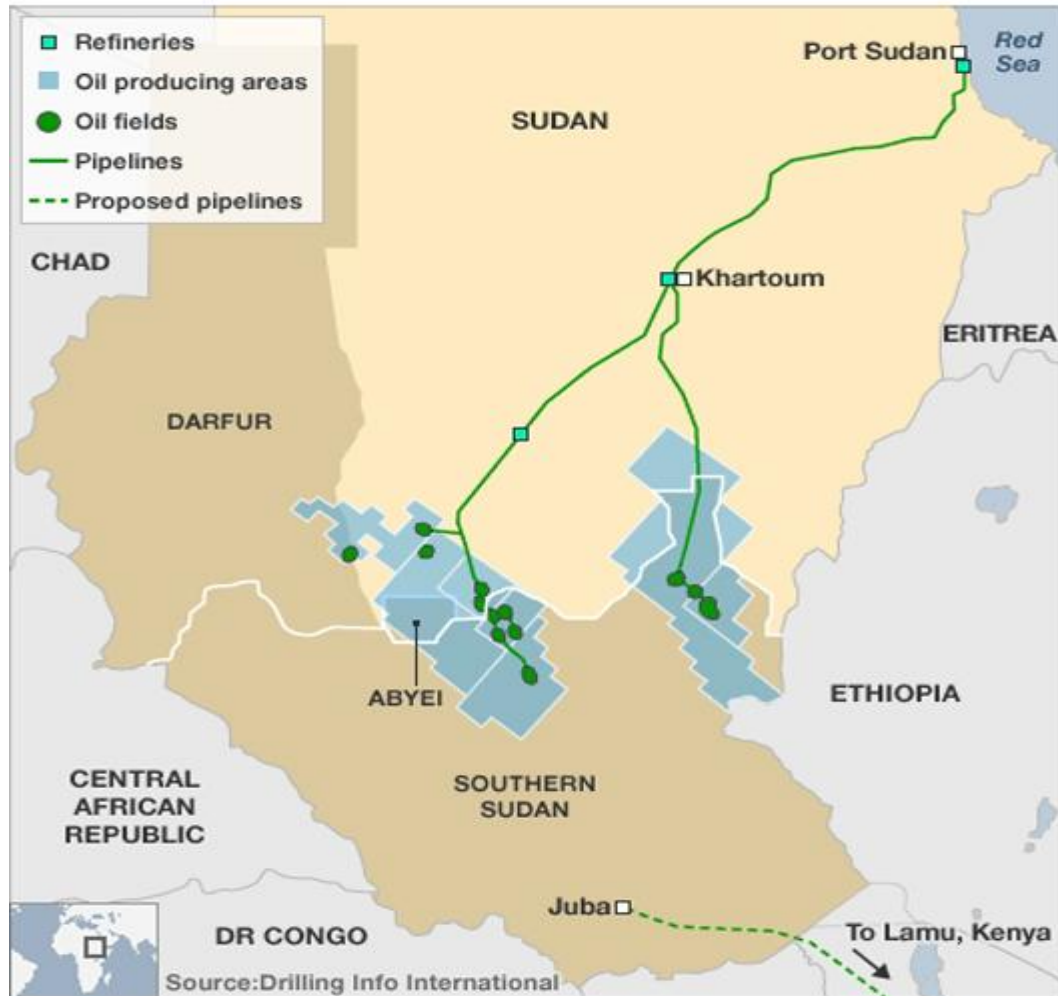 Refineries
Oil producing areas
Oil fields
Pipelines
Proposed pipelines
Port Sudan
Red
Sea
SUDAN
CHAD
Khartoum
ERITREA
DARFUR
ABYEI
ETHIOPIA
CENTRAL
AFRICAN
REPUBLIC
SOUTHERN
SUDAN
Juba
DR CONGO
To Lamu, Kenya
Source:Drilling Info International